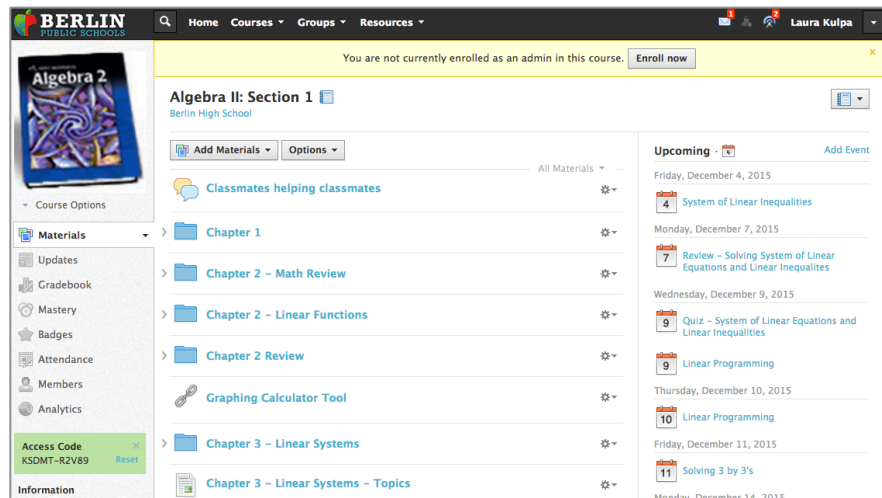 BERLIN
PUBLIC SCHOOLS
Home Courses Groups Resources
1
2
Laura Kulpa
You are not currently enrolled as an admin in this course. Enroll now
x
Algebra 2
Course Options
Materials
Updates
Gradebook
Mastery
Badges
Attendance
Members
Analytics
Access Code
KSDMT-R2V89 Reset
Information
Algebra II: Section 1
Berlin High School
Add Materials Options
All Materials
Classmates helping classmates
Chapter 1
Chapter 2 – Math Review
Chapter 2 – Linear Functions
Chapter 2 Review
Graphing Calculator Tool
Chapter 3 – Linear Systems
Chapter 3 – Linear Systems – Topics
Upcoming · Add Event
Friday, December 4, 2015
4 System of Linear Inequalities
Monday, December 7, 2015
7 Review – Solving System of Linear
Equations and Linear Inequalites
Wednesday, December 9, 2015
9 Quiz – System of Linear Equations and
Linear Inequalities
9 Linear Programming
Thursday, December 10, 2015
10 Linear Programming
Friday, December 11, 2015
11 Solving 3 by 3's
Monday, December 14, 2015